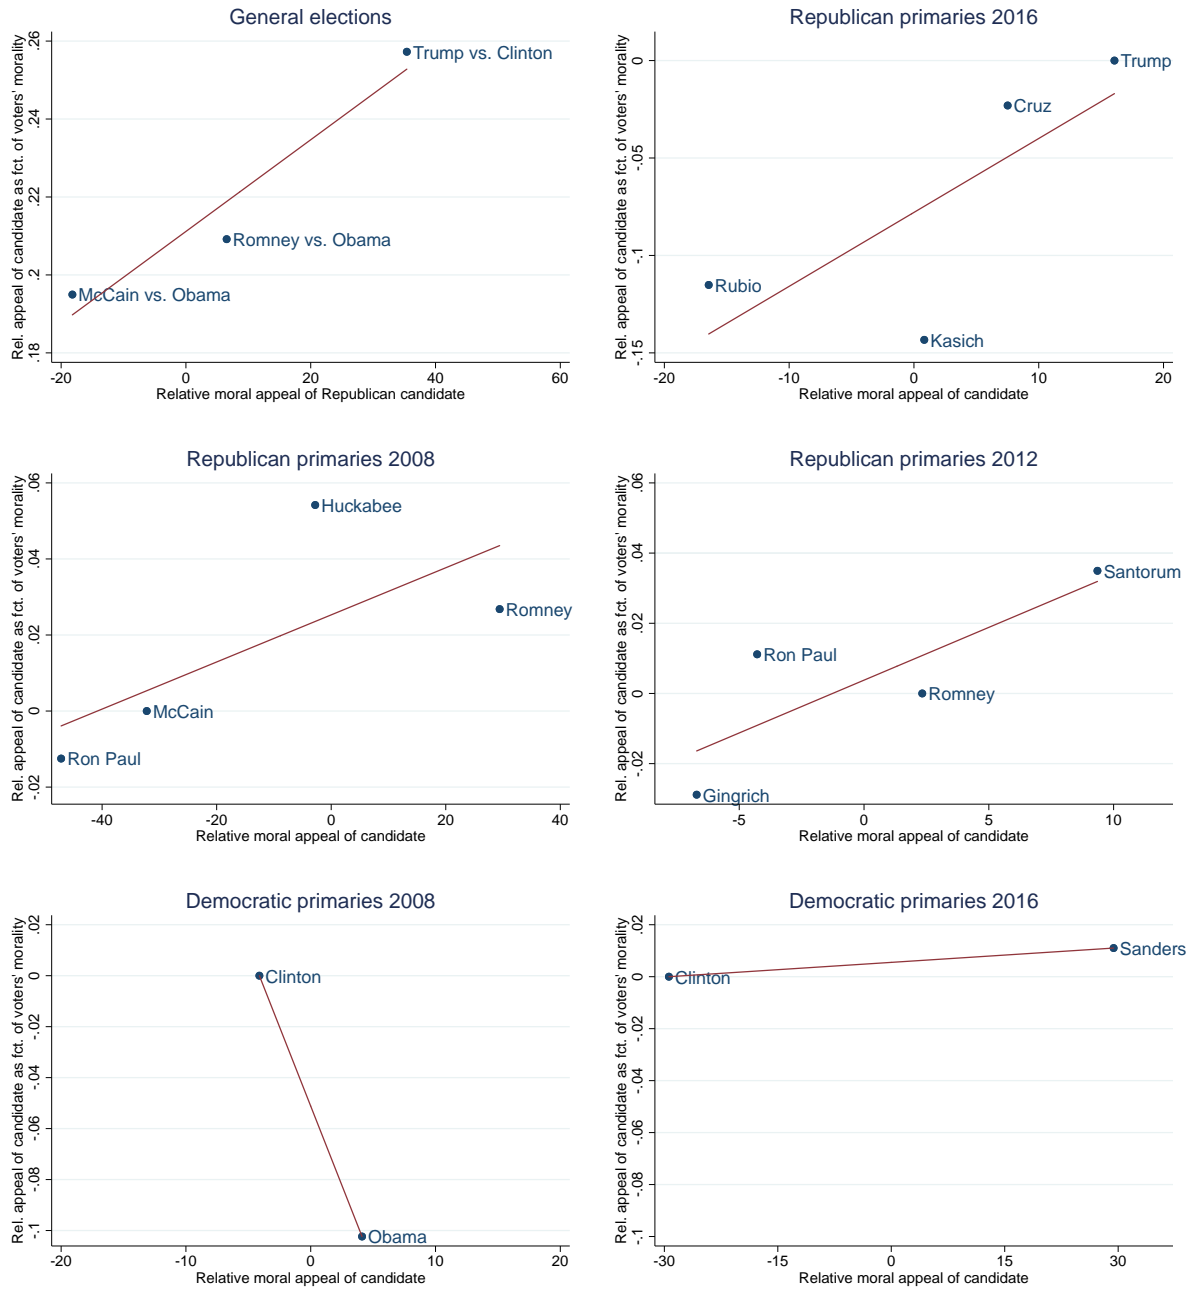 General elections
Rel. appeal of candidate as fct. of voters' morality
.26
.24
.22
.2
.18
Trump vs. Clinton
Romney vs. Obama
McCain vs. Obama
-20 0 20 40 60
Relative moral appeal of Republican candidate
Republican primaries 2016
Rel. appeal of candidate as fct. of voters' morality
0
-.05
-.1
-.15
Trump
Cruz
Rubio
Kasich
-20 -10 0 10 20
Relative moral appeal of candidate
Republican primaries 2008
Rel. appeal of candidate as fct. of voters' morality
.06
.04
.02
0
-.02
Huckabee
Romney
McCain
Ron Paul
-40 -20 0 20 40
Relative moral appeal of candidate
Republican primaries 2012
Rel. appeal of candidate as fct. of voters' morality
.06
.04
.02
0
-.02
Santorum
Ron Paul
Romney
Gingrich
-5 0 5 10
Relative moral appeal of candidate
Democratic primaries 2008
Rel. appeal of candidate as fct. of voters' morality
.02
0
-.02
-.04
-.06
-.08
-.1
Clinton
Obama
-20 -10 0 10 20
Relative moral appeal of candidate
Democratic primaries 2016
Rel. appeal of candidate as fct. of voters' morality
.02
0
-.02
-.04
-.06
-.08
-.1
Sanders
Clinton
-30 -15 0 15 30
Relative moral appeal of candidate